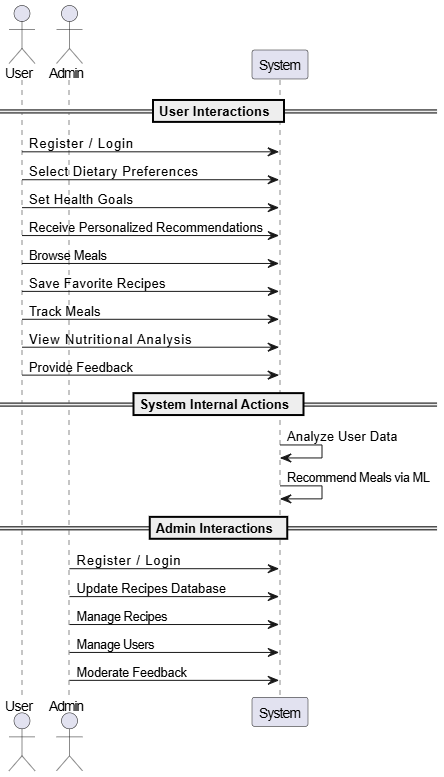 User Admin System
User Interactions
Register / Login
Select Dietary Preferences
Set Health Goals
Receive Personalized Recommendations
Browse Meals
Save Favorite Recipes
Track Meals
View Nutritional Analysis
Provide Feedback
System Internal Actions
Analyze User Data
Recommend Meals via ML
Admin Interactions
Register / Login
Update Recipes Database
Manage Recipes
Manage Users
Moderate Feedback
User Admin System